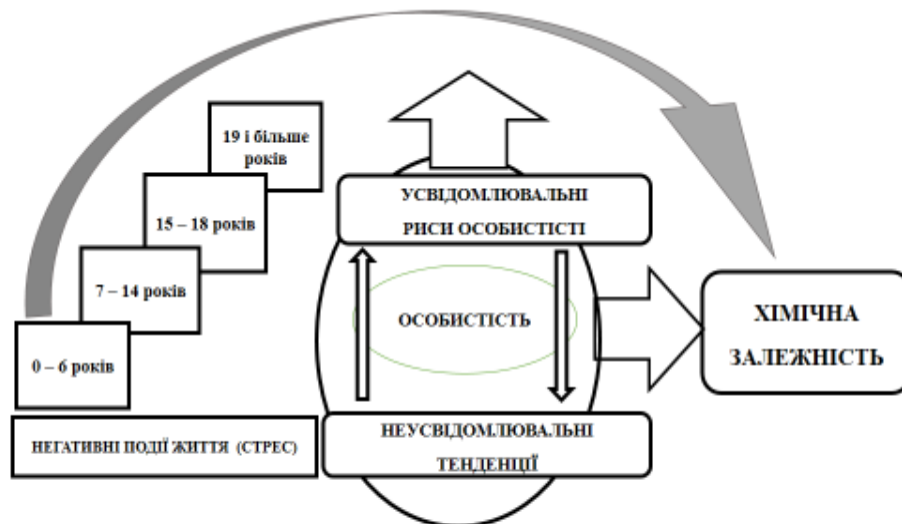 19 і більше
років
15 – 18 років
7 – 14 років
0 – 6 років
НЕГАТИВНІ ПОДІЇ ЖИТТЯ (СТРЕС)
УСВІДОМЛЮВАЛЬНІ
РИСИ ОСОБИСТІСТІ
ОСОБИСТІСТЬ
НЕУСВІДОМЛЮВАЛЬНІ
ТЕНДЕНЦІЇ
ХІМІЧНА
ЗАЛЕЖНІСТЬ